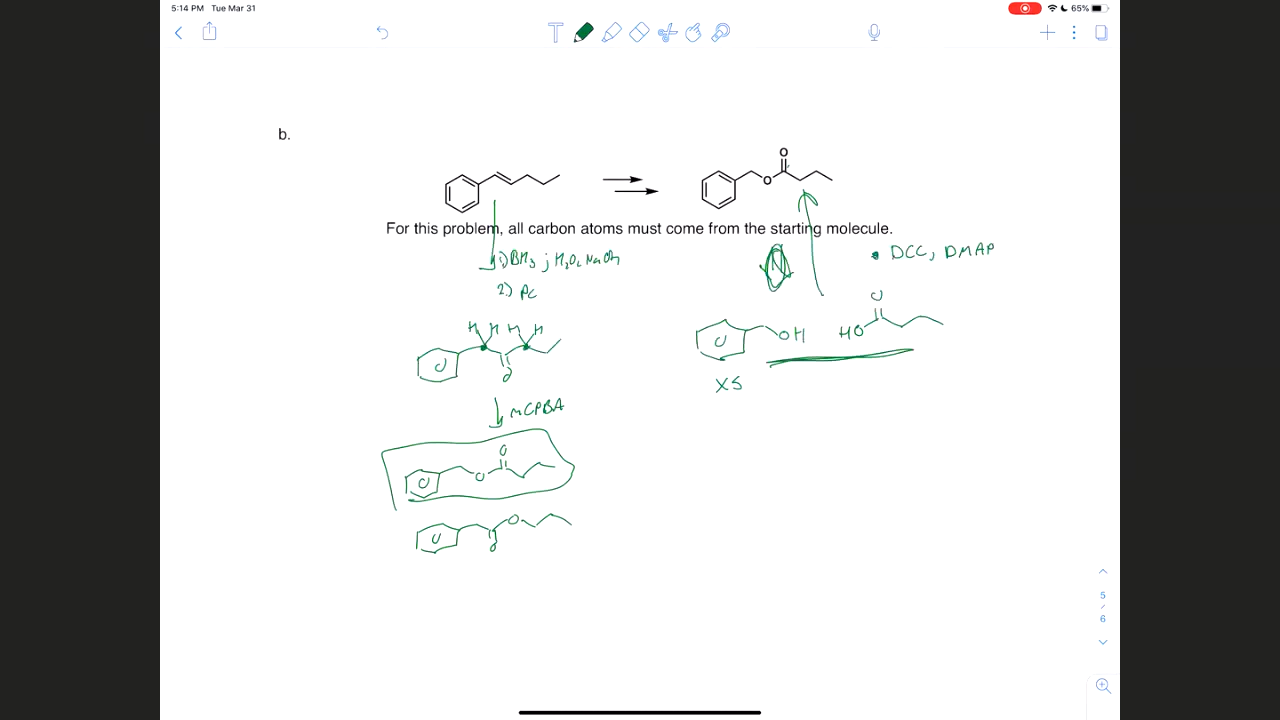 5:14 PM Tue Mar 31
65%
T
b.
O
O
For this problem, all carbon atoms must come from the starting molecule.
1) BH3 ; H2O2 NaOH
2) PC
N
• DCC, DMAP
H H H H
O
OH
HO
O
XS
mCPBA
O
O
O
O
5
/
6